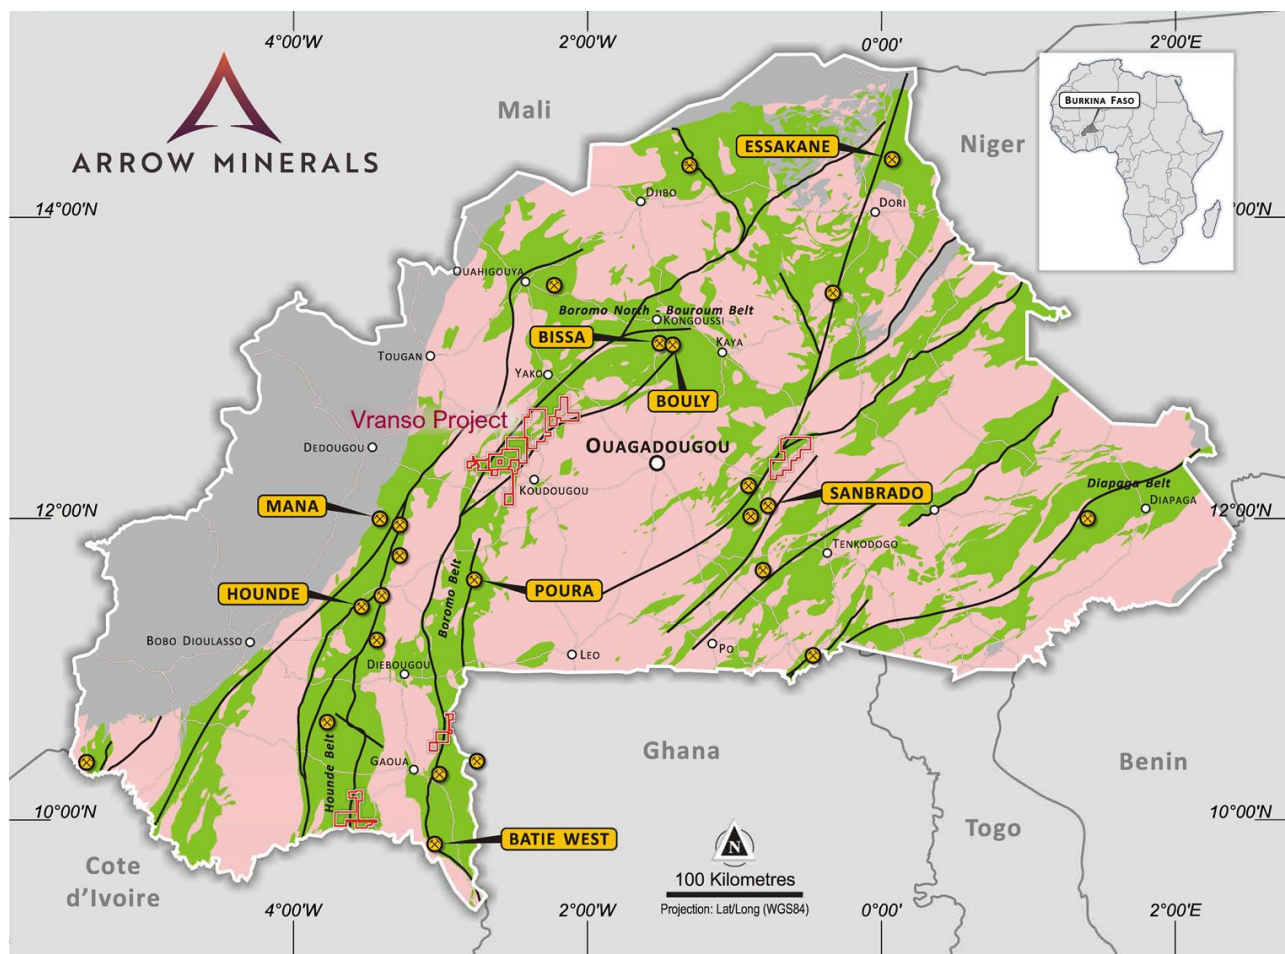 4°00'W
2°00'W
0°00'
2°00'E
ARROW MINERALS
Mali
Niger
BURKINA FASO
ESSAKANE
DJIBO
DORI
14°00'N
00'N
OUAHIGOUYA
Boromo North - Bouroum Belt
KONGOUSSI
BISSA
KAYA
TOUGAN
YAKO
BOULY
Vranso Project
DEDOUGOU
OUAGADOUGOU
KOUDOUGOU
SANBRADO
Diapaga Belt
DIAPAGA
MANA
12°00'N
12°00'N
TENKODOGO
HOUNDE
POURA
Boromo Belt
BOBO DIOULASSO
DIEBOUGOU
LEO
PO
Hounde Belt
GAOUA
Ghana
Benin
10°00'N
10°00'N
Togo
BATIE WEST
Cote
d'Ivoire
N
100 Kilometres
Projection: Lat/Long (WGS84)
4°00'W
2°00'W
0°00'
2°00'E